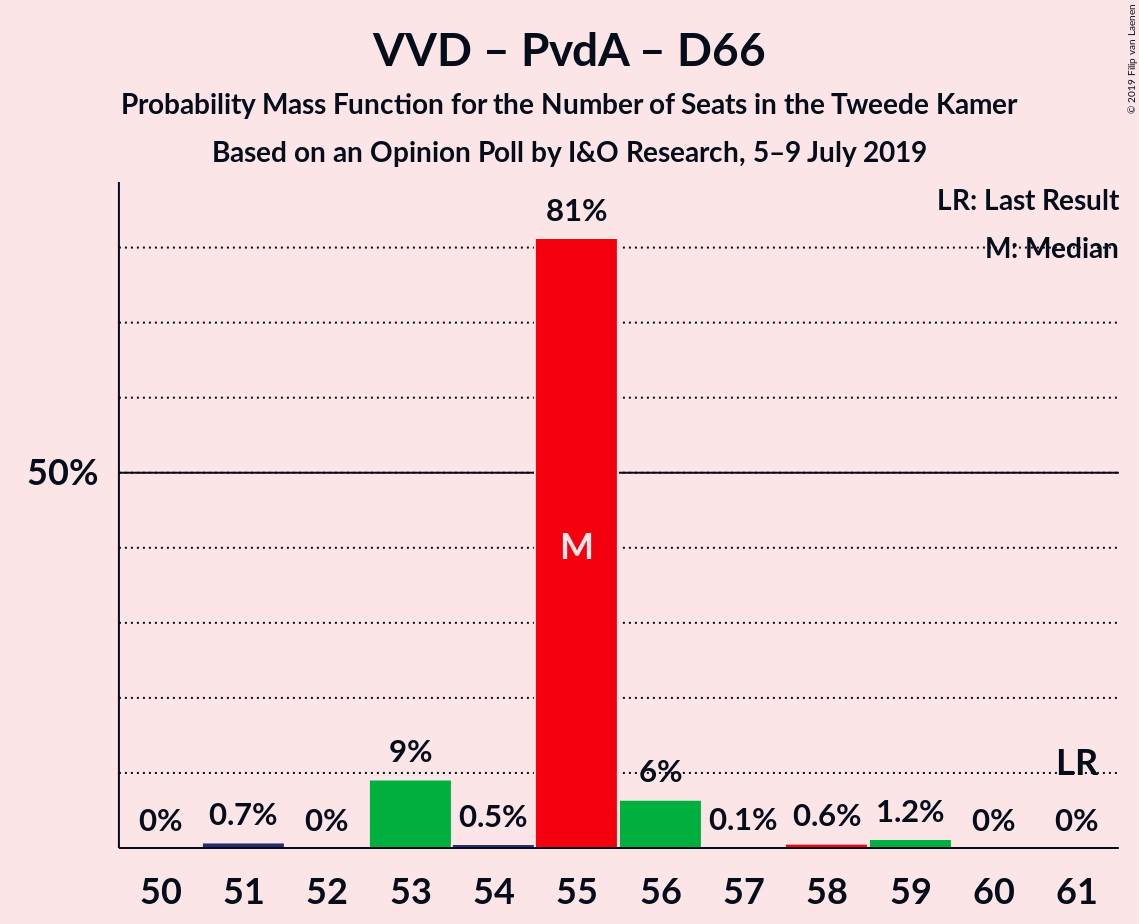 VVD – PvdA – D66
Probability Mass Function for the Number of Seats in the Tweede Kamer
Based on an Opinion Poll by I&O Research, 5–9 July 2019
© 2019 Filip van Laenen
LR: Last Result
M: Median
81%
50%
M
9%
6%
LR
0%
0.7%
0%
0.5%
0.1%
0.6%
1.2%
0%
0%
50 51 52 53 54 55 56 57 58 59 60 61